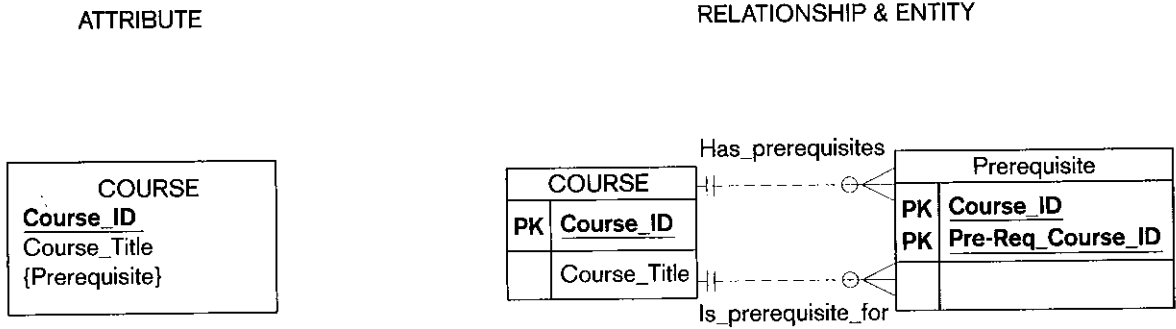 ATTRIBUTE
RELATIONSHIP & ENTITY
COURSE
Course_ID
Course_Title
{Prerequisite}
Has_prerequisites
COURSE
PK Course_ID
Course_Title
Prerequisite
PK Course_ID
PK Pre-Req_Course_ID
Is_prerequisite_for